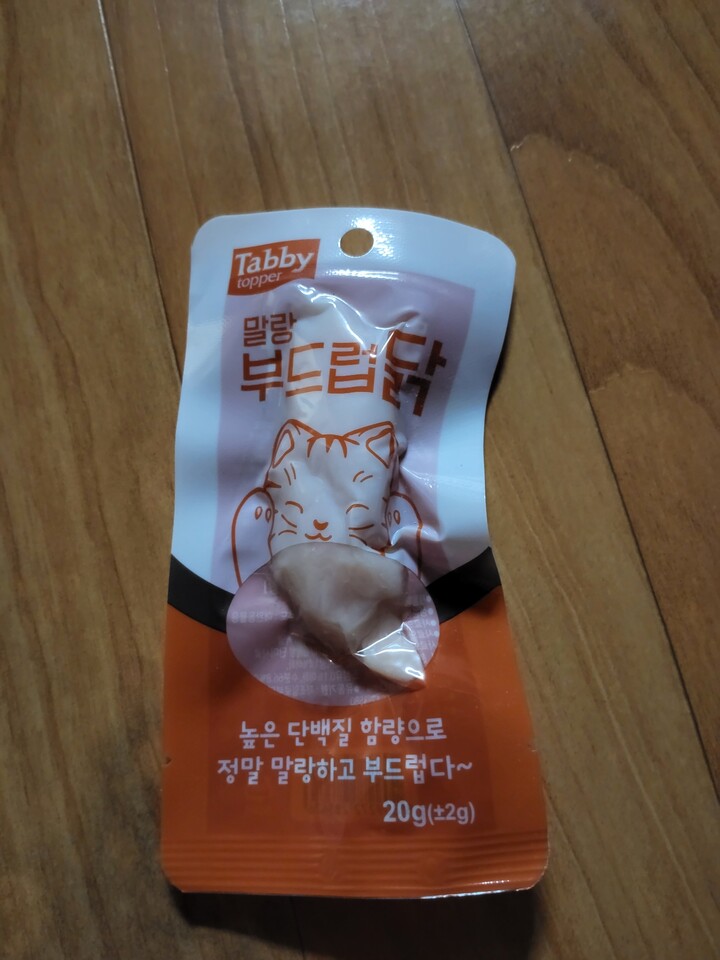 Tabby
topper
말랑
부드럽닭
높은 단백질 함량으로
정말 말랑하고 부드럽다~
20g(±2g)